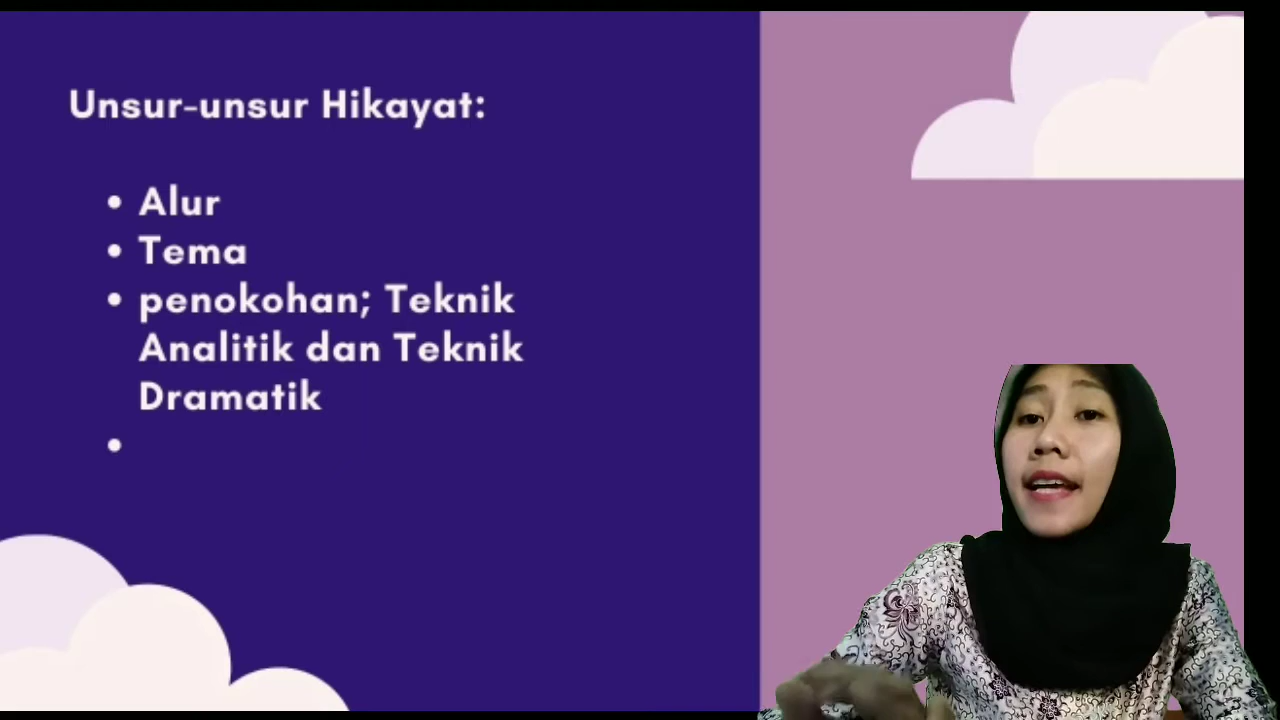 Unsur-unsur Hikayat:
• Alur
• Tema
• penokohan; Teknik
Analitik dan Teknik
Dramatik
•